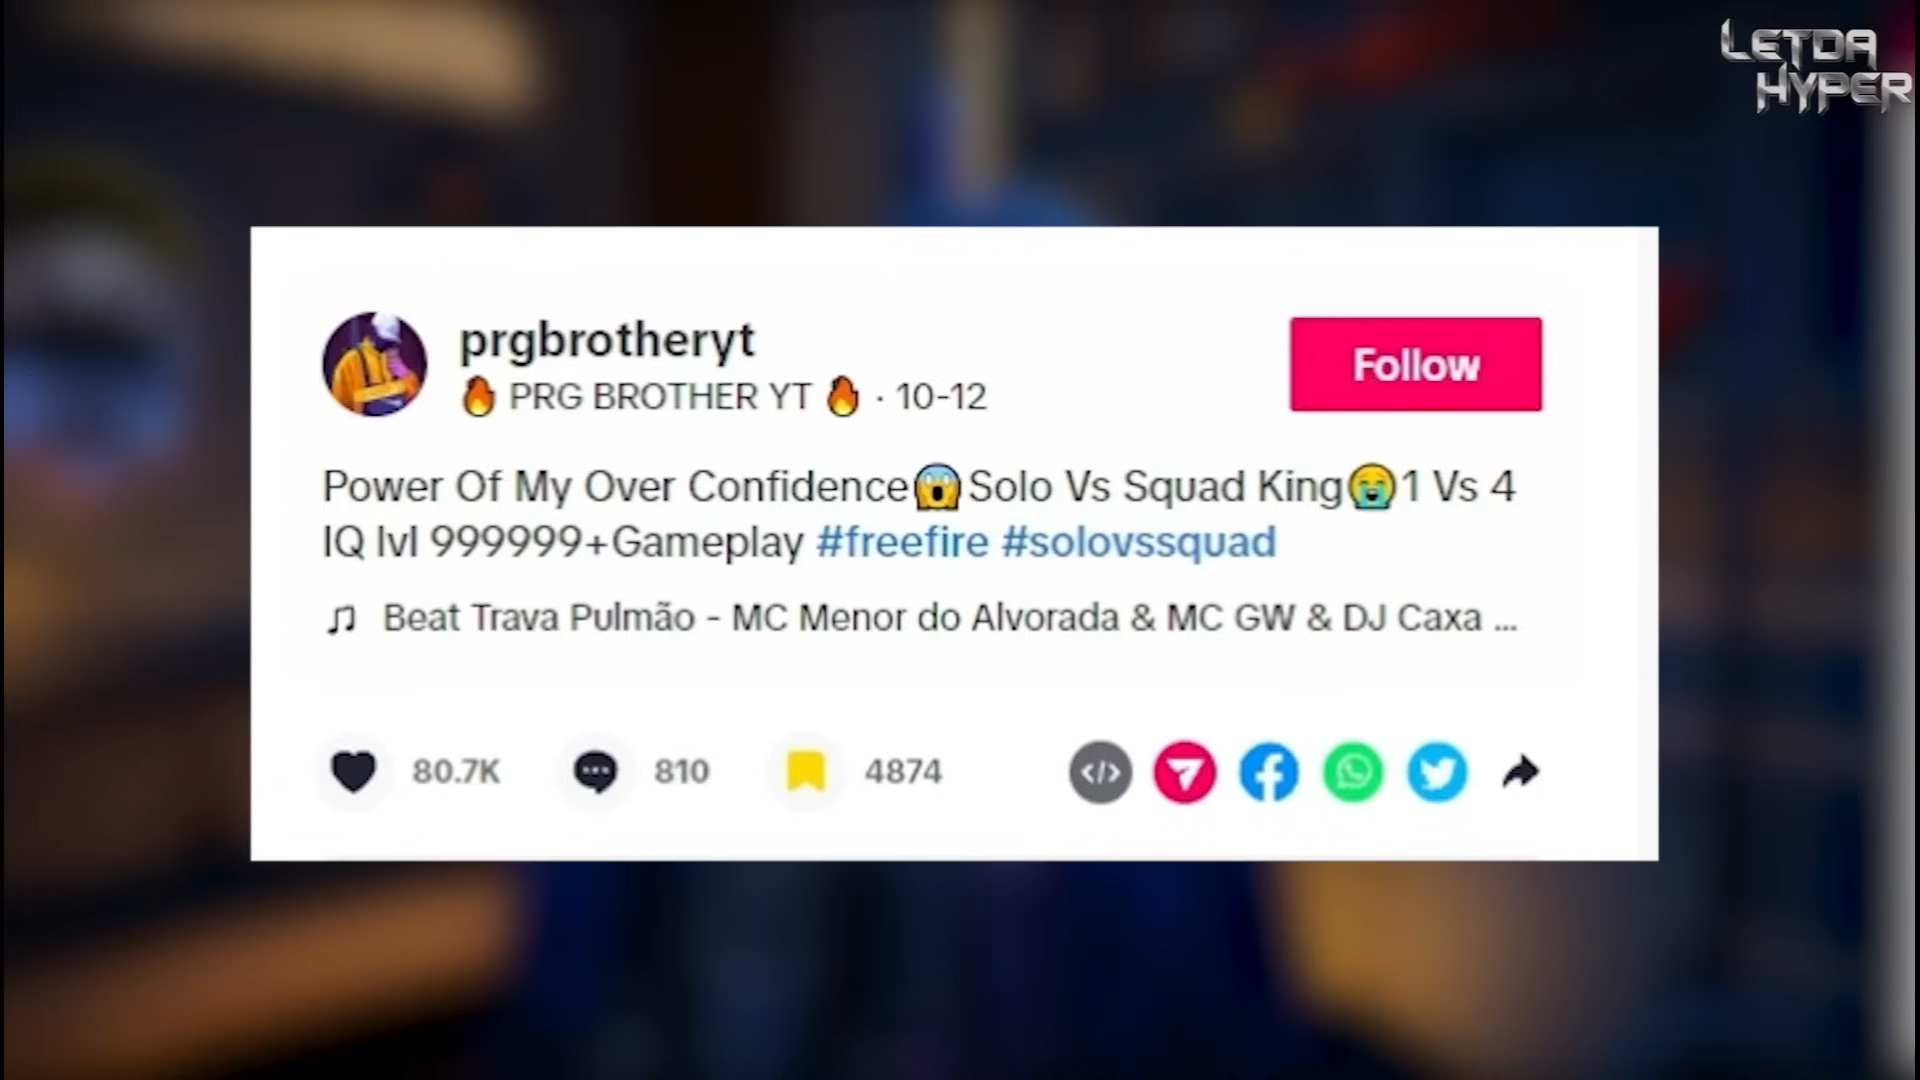 LETDA
HYPER
prgbrotheryt
🔥 PRG BROTHER YT 🔥 · 10-12
Follow
Power Of My Over Confidence😱Solo Vs Squad King😭1 Vs 4
IQ lvl 999999+Gameplay #freefire #solovssquad
♫ Beat Trava Pulmão - MC Menor do Alvorada & MC GW & DJ Caxa ...
80.7K 810 4874